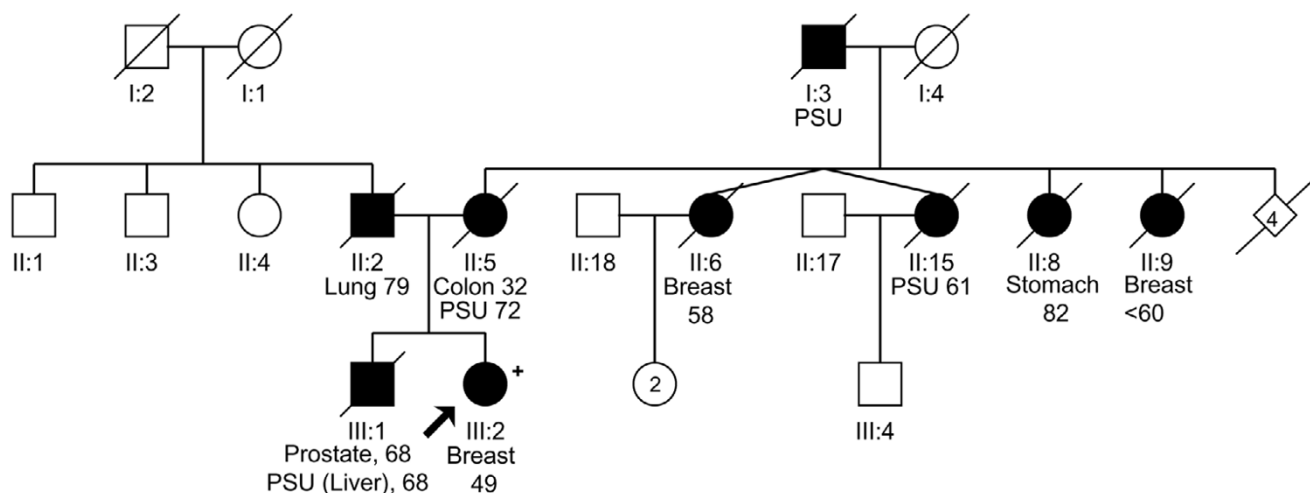 I:2
I:1
I:3
PSU
I:4
4
II:1
II:3
II:4
II:2
Lung 79
II:5
Colon 32
PSU 72
II:18
II:6
Breast
58
II:17
II:15
PSU 61
II:8
Stomach
82
II:9
Breast
<60
+
2
III:1
Prostate, 68
PSU (Liver), 68
III:2
Breast
49
III:4